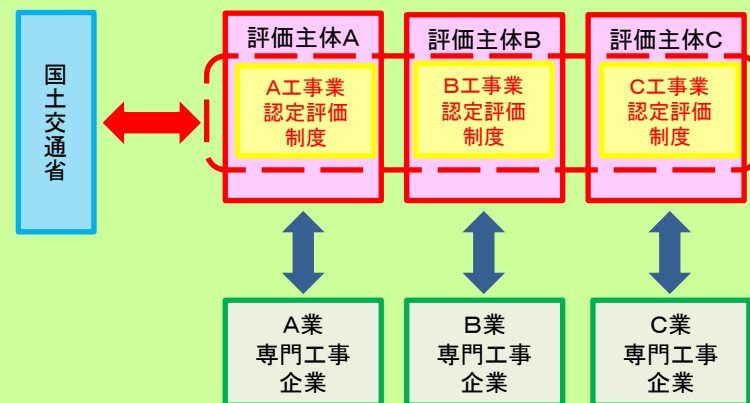 国土交通省
評価主体A
A工事業
認定評価
制度
評価主体B
B工事業
認定評価
制度
評価主体C
C工事業
認定評価
制度
A業
専門工事
企業
B業
専門工事
企業
C業
専門工事
企業